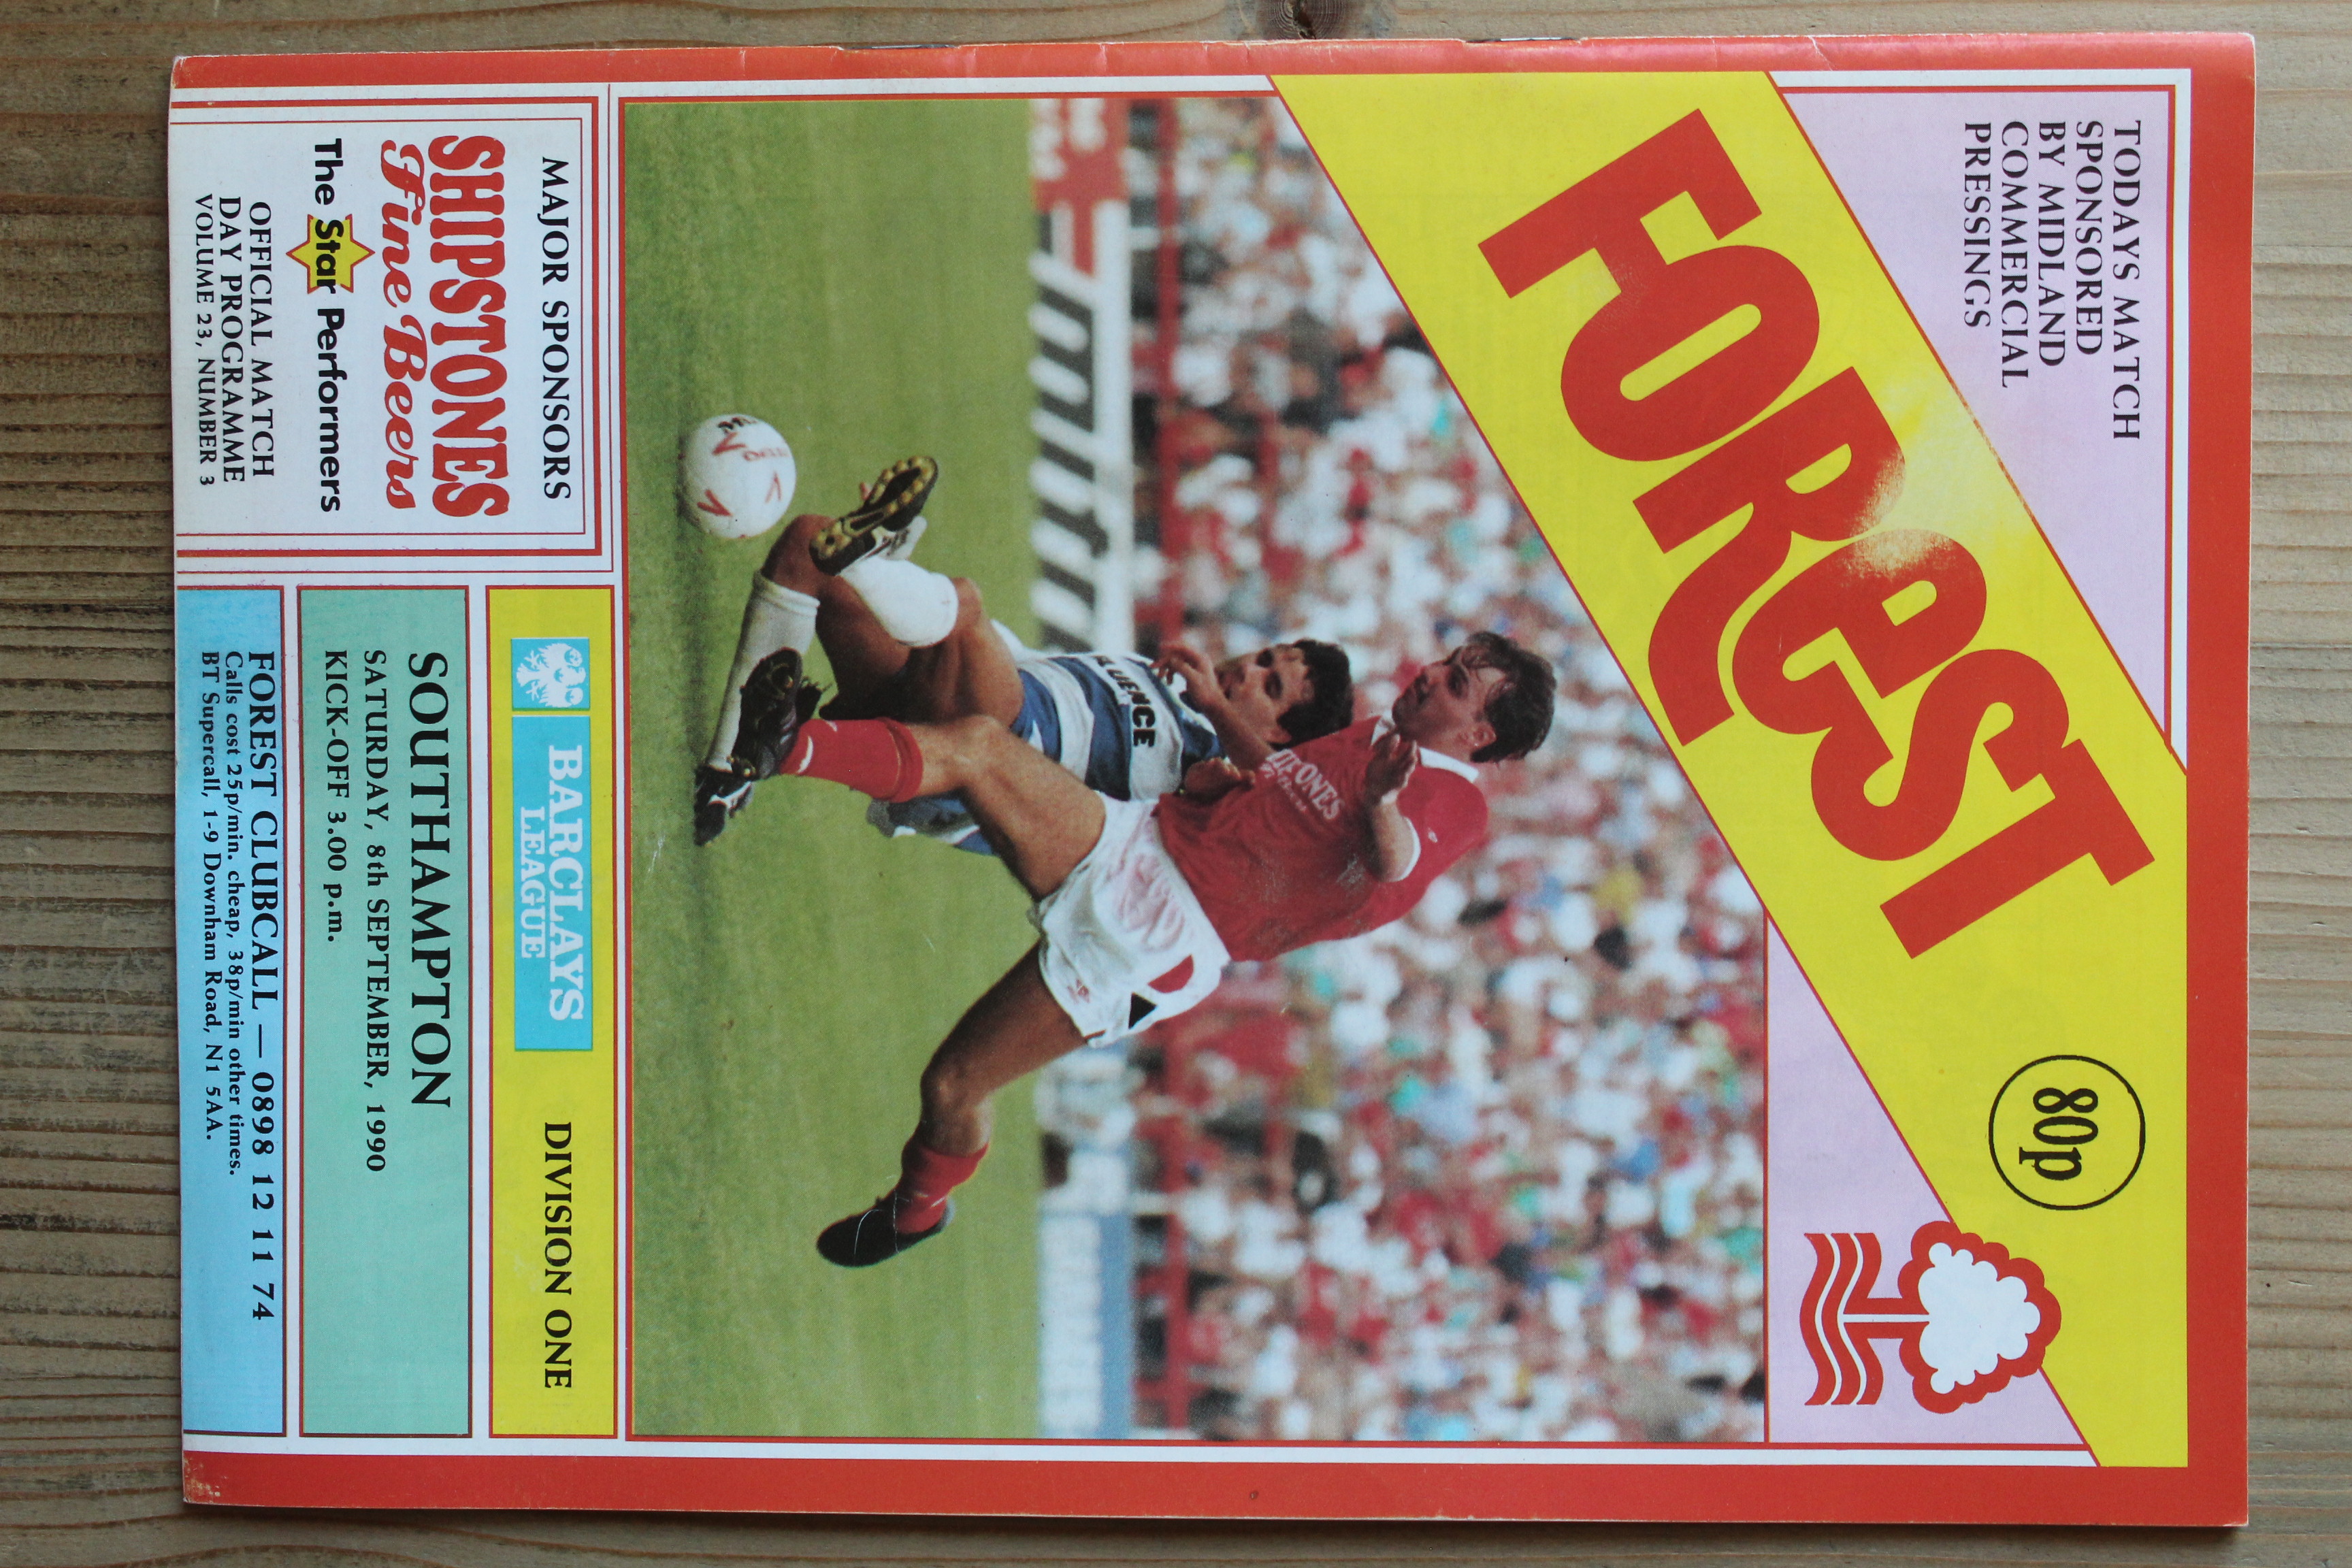 TODAYS MATCH
SPONSORED
BY MIDLAND
COMMERCIAL
PRESSINGS
FOREST
80p
MAJOR SPONSORS
SHIPSTONES
Fine Beers
The Star Performers
OFFICIAL MATCH
DAY PROGRAMME
VOLUME 23, NUMBER 3
BARCLAYS
LEAGUE
DIVISION ONE
SOUTHAMPTON
SATURDAY, 8th SEPTEMBER, 1990
KICK-OFF 3.00 p.m.
FOREST CLUBCALL — 0898 12 11 74
Calls cost 25p/min. cheap, 38p/min other times.
BT Supercall, 1-9 Downham Road, N1 5AA.